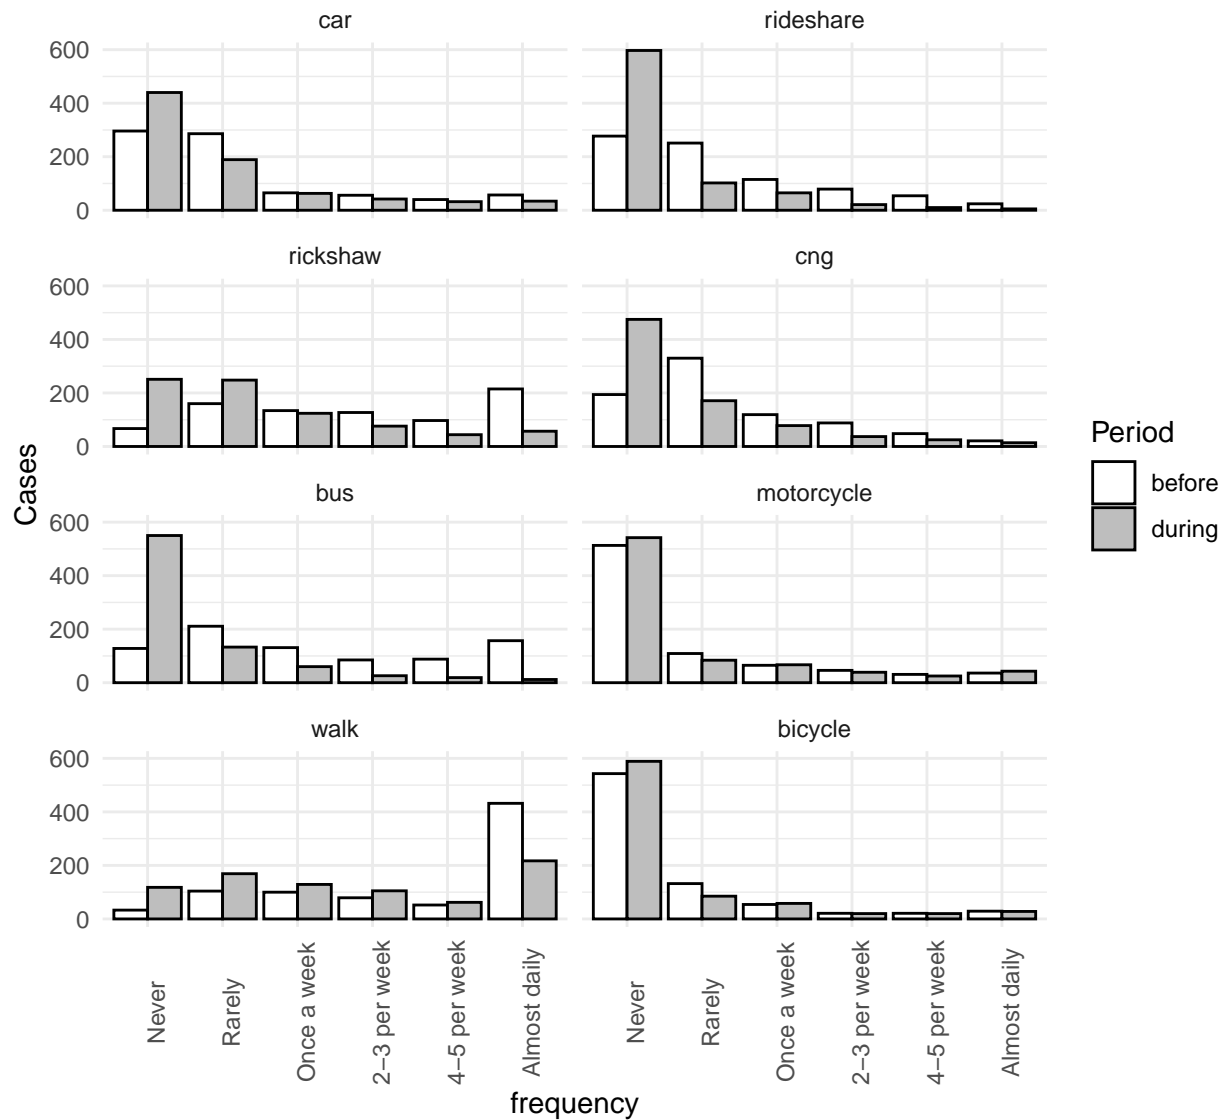 car
rideshare
600
400
200
0
rickshaw
cng
600
400
200
0
bus
motorcycle
600
400
200
0
walk
bicycle
600
400
200
0
Cases
Never
Rarely
Once a week
2−3 per week
4−5 per week
Almost daily
Never
Rarely
Once a week
2−3 per week
4−5 per week
Almost daily
frequency
Period
before
during